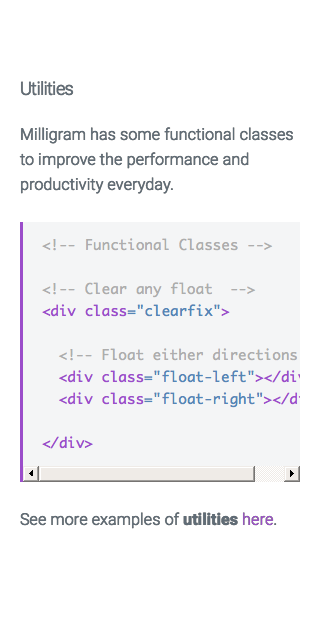 Utilities
Milligram has some functional classes
to improve the performance and
productivity everyday.
<!-- Functional Classes -->
<!-- Clear any float  -->
<div class="clearfix">
<!-- Float either directions
<div class="float-left"></div
<div class="float-right"></d
</div>
See more examples of utilities here.